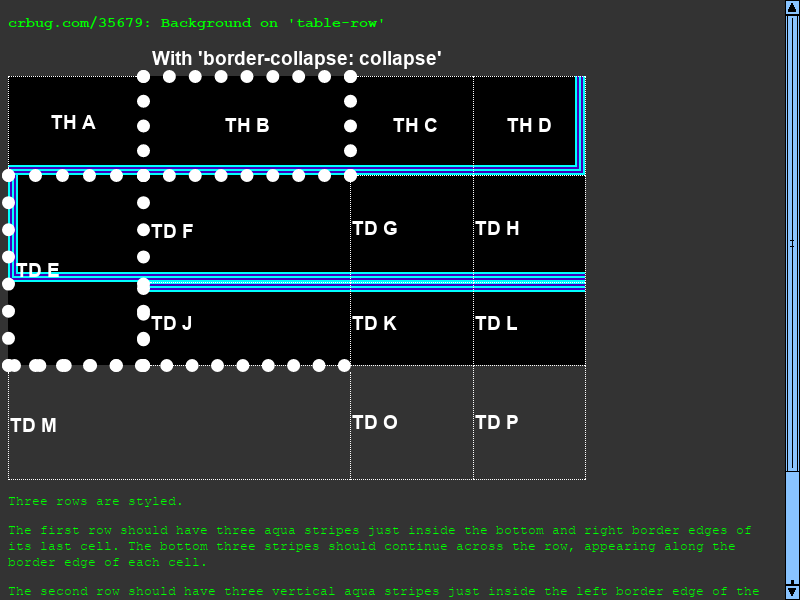 crbug.com/35679: Background on 'table-row'
With 'border-collapse: collapse'
TH A
TH B
TH C
TH D
TD E
TD F
TD G
TD H
TD J
TD K
TD L
TD M
TD O
TD P
Three rows are styled.
The first row should have three aqua stripes just inside the bottom and right border edges of
its last cell. The bottom three stripes should continue across the row, appearing along the
border edge of each cell.
The second row should have three vertical aqua stripes just inside the left border edge of the